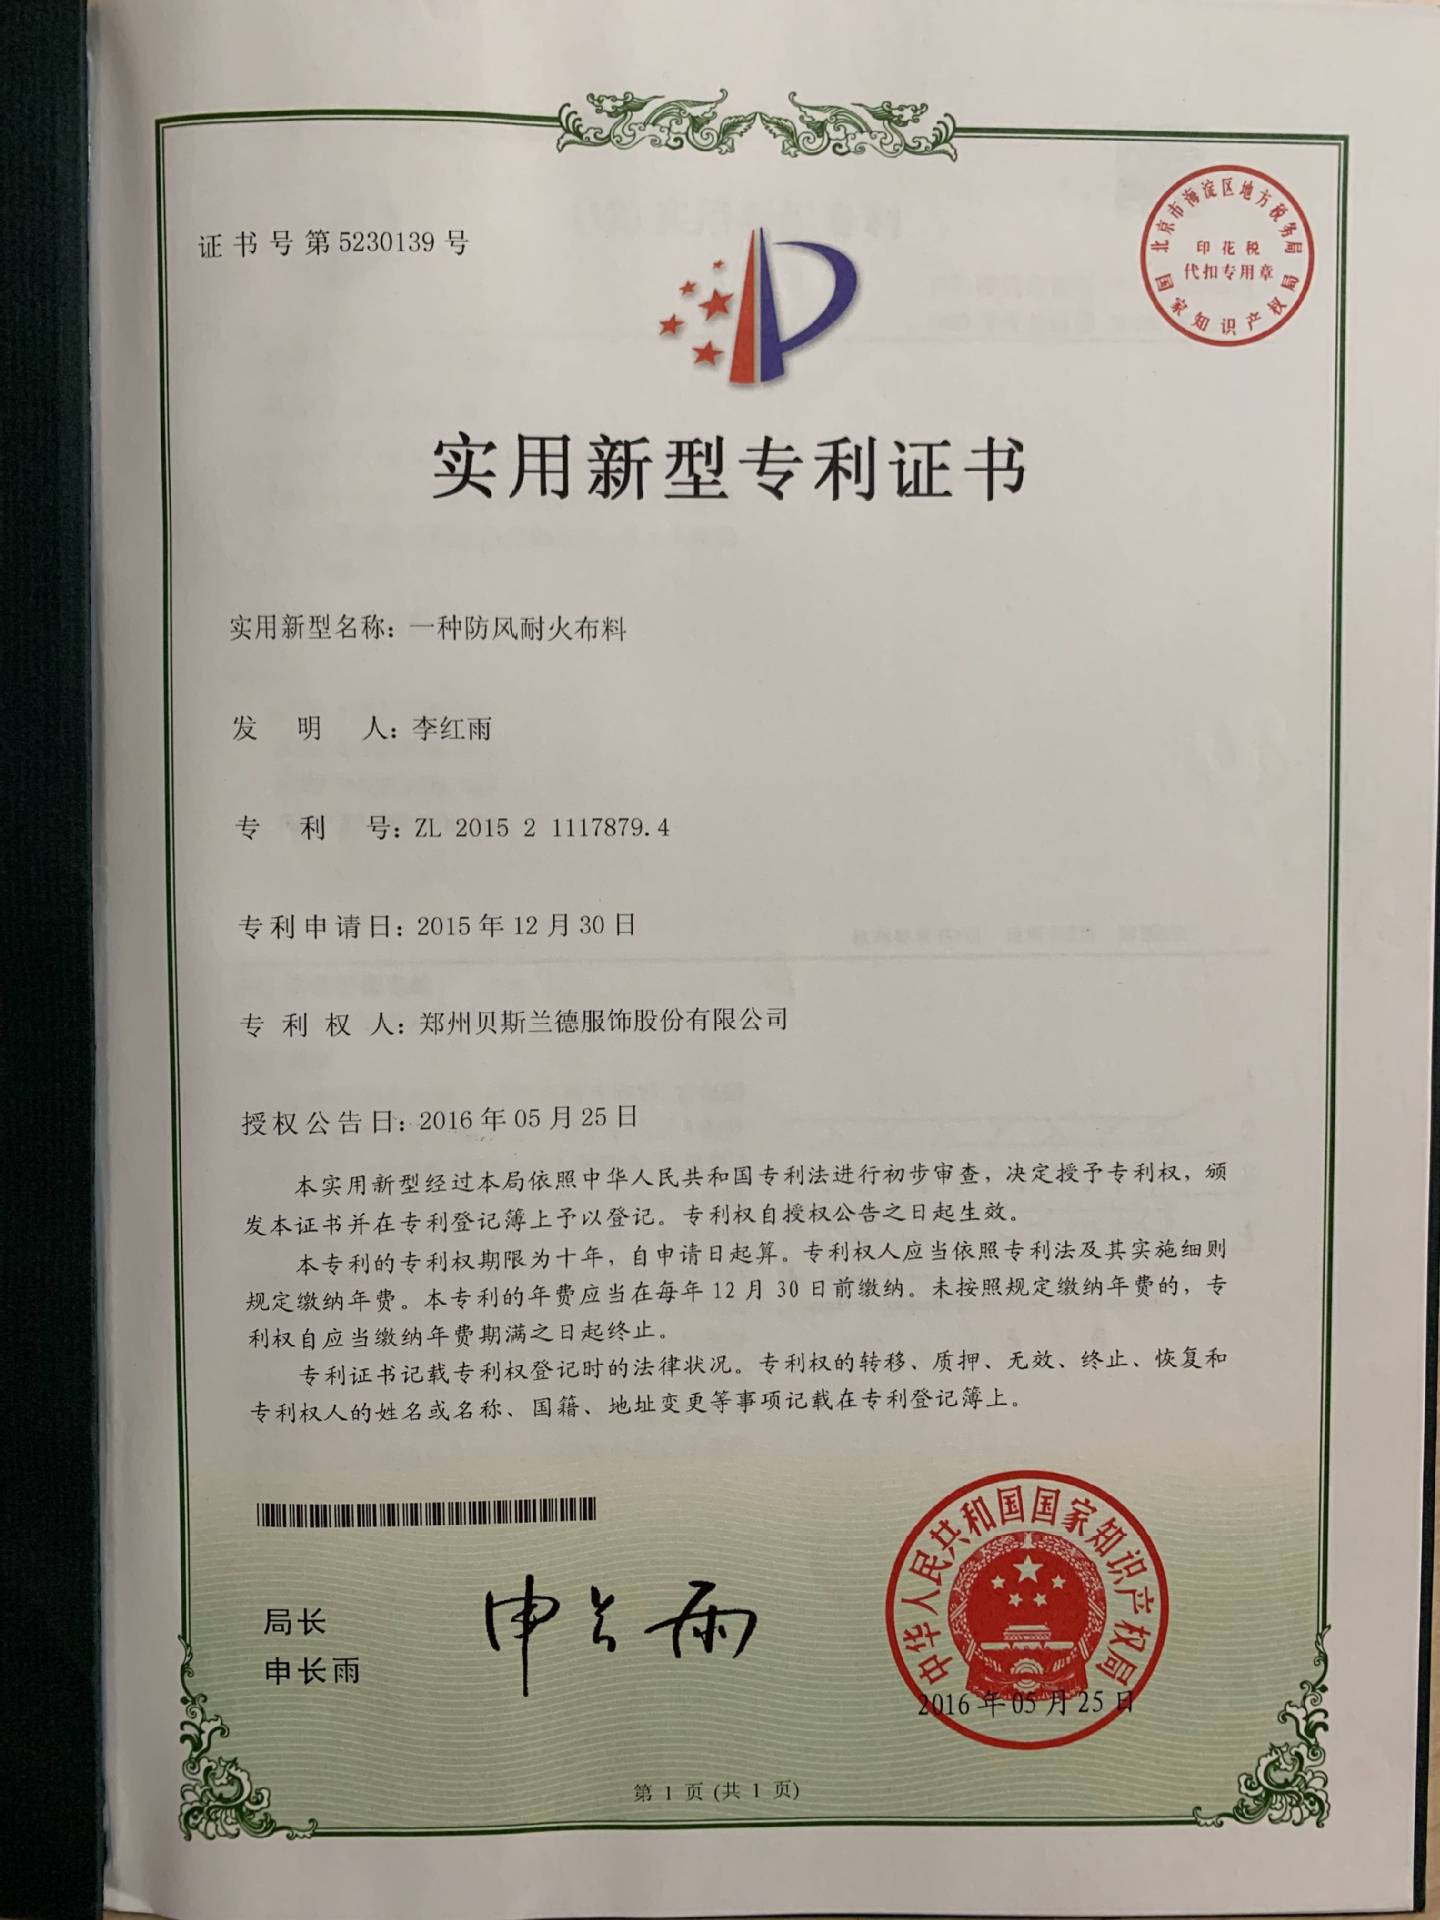 证书号第5230139号
北京市海淀区地方税务局
印花税
代扣专用章
国家知识产权局
实用新型专利证书
实用新型名称：一种防风耐火布料
发明人：李红雨
专利号：ZL 2015 2 1117879.4
专利申请日：2015年12月30日
专利权人：郑州贝斯兰德服饰股份有限公司
授权公告日：2016年05月25日
本实用新型经过本局依照中华人民共和国专利法进行初步审查，决定授予专利权，颁
发本证书并在专利登记簿上予以登记。专利权自授权公告之日起生效。
本专利的专利权期限为十年，自申请日起算。专利权人应当依照专利法及其实施细则
规定缴纳年费。本专利的年费应当在每年12月30日前缴纳。未按照规定缴纳年费的，专
利权自应当缴纳年费期满之日起终止。
专利证书记载专利权登记时的法律状况。专利权的转移、质押、无效、终止、恢复和
专利权人的姓名或名称、国籍、地址变更等事项记载在专利登记簿上。
局长
申长雨
申长雨
中华人民共和国国家知识产权局
2016年05月25日
第 1 页 (共 1 页)